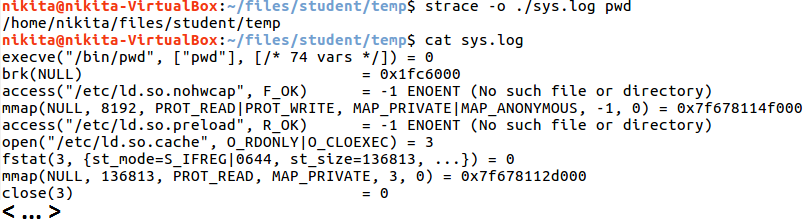 nikita@nikita-VirtualBox:~/files/student/temp$ strace -o ./sys.log pwd
/home/nikita/files/student/temp
nikita@nikita-VirtualBox:~/files/student/temp$ cat sys.log
execve("/bin/pwd", ["pwd"], [/* 74 vars */]) = 0
brk(NULL)                               = 0x1fc6000
access("/etc/ld.so.nohwcap", F_OK)      = -1 ENOENT (No such file or directory)
mmap(NULL, 8192, PROT_READ|PROT_WRITE, MAP_PRIVATE|MAP_ANONYMOUS, -1, 0) = 0x7f678114f000
access("/etc/ld.so.preload", R_OK)      = -1 ENOENT (No such file or directory)
open("/etc/ld.so.cache", O_RDONLY|O_CLOEXEC) = 3
fstat(3, {st_mode=S_IFREG|0644, st_size=136813, ...}) = 0
mmap(NULL, 136813, PROT_READ, MAP_PRIVATE, 3, 0) = 0x7f678112d000
close(3)                                = 0
< ... >